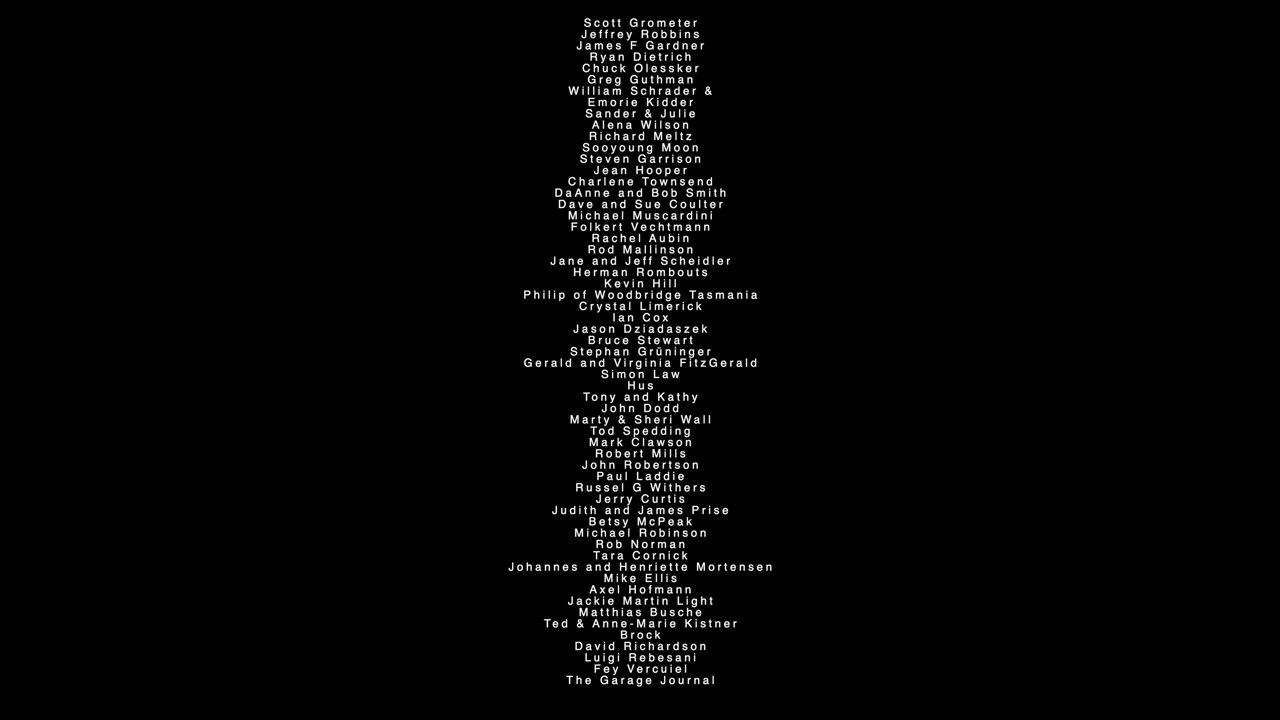 Scott Grometer
Jeffrey Robbins
James F Gardner
Ryan Dietrich
Chuck Olessker
Greg Guthman
William Schrader &
Emorie Kidder
Sander & Julie
Alena Wilson
Richard Meltz
Sooyoung Moon
Steven Garrison
Jean Hooper
Charlene Townsend
DaAnne and Bob Smith
Dave and Sue Coulter
Michael Muscardini
Folkert Vechtmann
Rachel Aubin
Rod Mallinson
Jane and Jeff Scheidler
Herman Rombouts
Kevin Hill
Philip of Woodbridge Tasmania
Crystal Limerick
Ian Cox
Jason Dziadaszek
Bruce Stewart
Stephan Grüninger
Gerald and Virginia FitzGerald
Simon Law
Hus
Tony and Kathy
John Dodd
Marty & Sheri Wall
Tod Spedding
Mark Clawson
Robert Mills
John Robertson
Paul Laddie
Russel G Withers
Jerry Curtis
Judith and James Prise
Betsy McPeak
Michael Robinson
Rob Norman
Tara Cornick
Johannes and Henriette Mortensen
Mike Ellis
Axel Hofmann
Jackie Martin Light
Matthias Busche
Ted & Anne-Marie Kistner
Brock
David Richardson
Luigi Rebesani
Fey Vercuiel
The Garage Journal